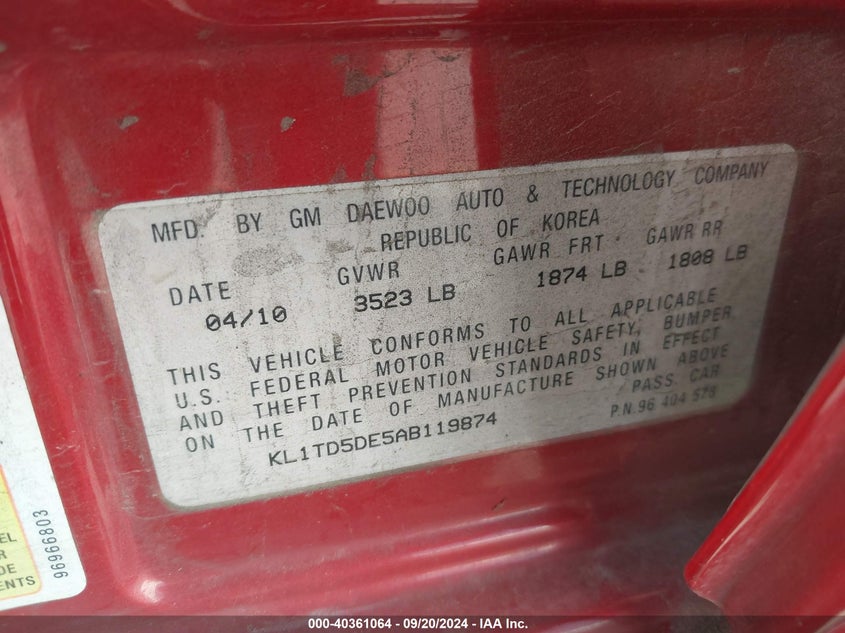 MFD. BY GM DAEWOO AUTO & TECHNOLOGY COMPANY
REPUBLIC OF KOREA
DATE GVWR GAWR FRT GAWR RR
04/10 3523 LB 1874 LB 1808 LB
THIS VEHICLE CONFORMS TO ALL APPLICABLE
U.S. FEDERAL MOTOR VEHICLE SAFETY, BUMPER
AND THEFT PREVENTION STANDARDS IN EFFECT
ON THE DATE OF MANUFACTURE SHOWN ABOVE
PASS. CAR
KL1TD5DE5AB119874
P.N. 96 404 578
EL
R
DE
ENTS
96966803
000-40361064 - 09/20/2024 - IAA Inc.